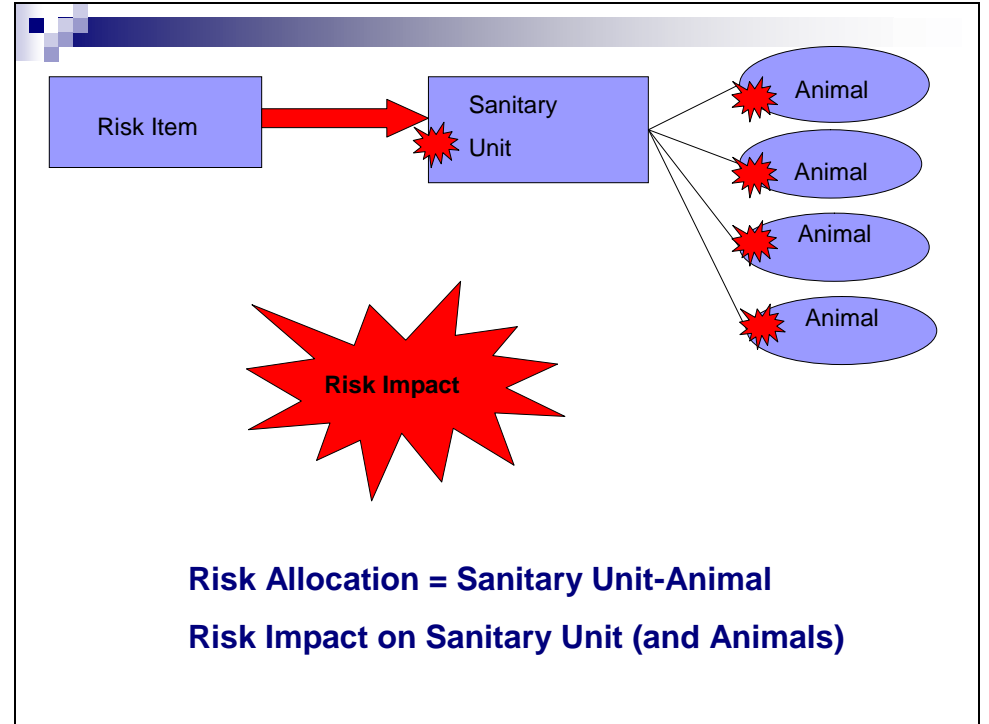 Risk Item
Sanitary
Unit
Animal
Animal
Animal
Animal
Risk Impact
Risk Allocation = Sanitary Unit-Animal
Risk Impact on Sanitary Unit (and Animals)